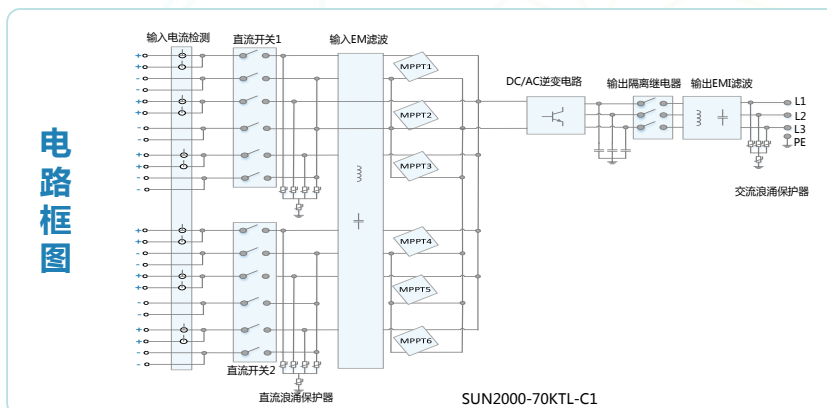 电路框图
输入电流检测
直流开关1
输入EM滤波
MPPT1
MPPT2
MPPT3
MPPT4
MPPT5
MPPT6
DC/AC逆变电路
输出隔离继电器
输出EMI滤波
L1
L2
L3
PE
交流浪涌保护器
直流开关2
直流浪涌保护器
SUN2000-70KTL-C1